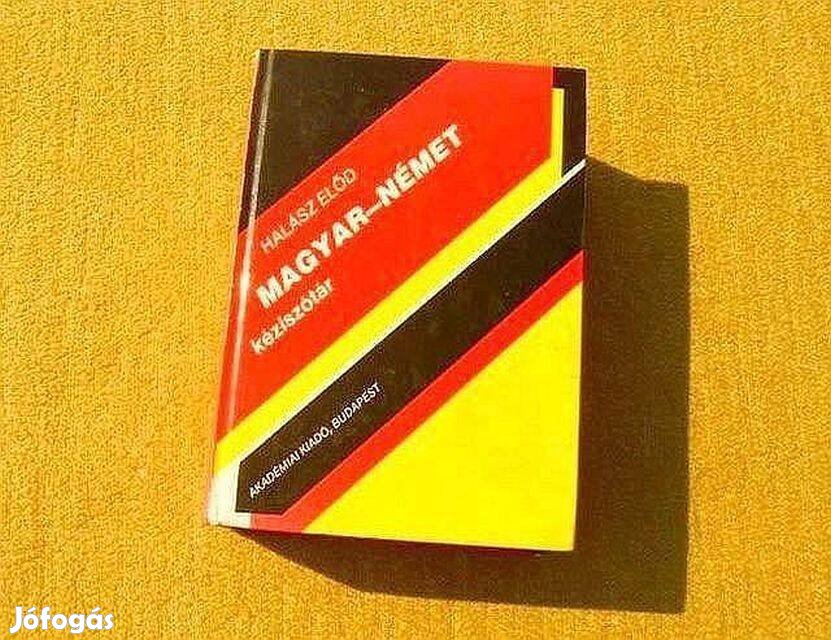 HALÁSZ ELŐD
MAGYAR–NÉMET
kéziszótár
AKADÉMIAI KIADÓ, BUDAPEST
Jófogás